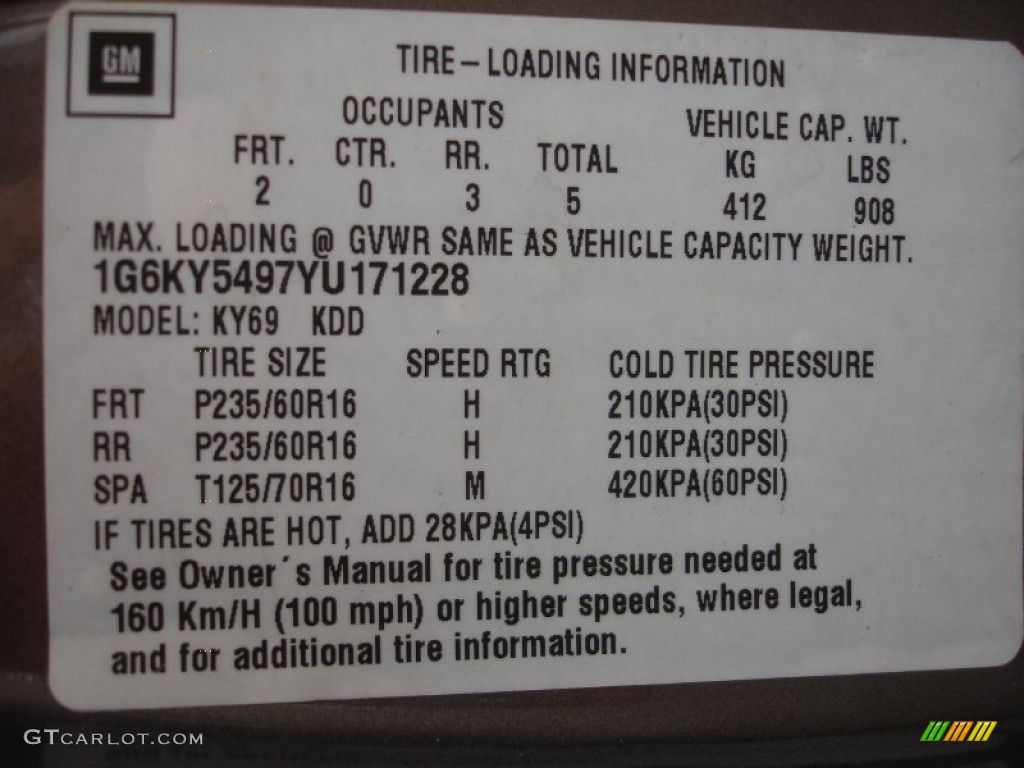 GM
TIRE-LOADING INFORMATION
OCCUPANTS VEHICLE CAP. WT.
FRT. CTR. RR. TOTAL KG LBS
2 0 3 5 412 908
MAX. LOADING @ GVWR SAME AS VEHICLE CAPACITY WEIGHT.
1G6KY5497YU171228
MODEL: KY69 KDD
TIRE SIZE SPEED RTG COLD TIRE PRESSURE
FRT P235/60R16 H 210KPA(30PSI)
RR P235/60R16 H 210KPA(30PSI)
SPA T125/70R16 M 420KPA(60PSI)
IF TIRES ARE HOT, ADD 28KPA(4PSI)
See Owner´s Manual for tire pressure needed at
160 Km/H (100 mph) or higher speeds, where legal,
and for additional tire information.
GTCARLOT.COM